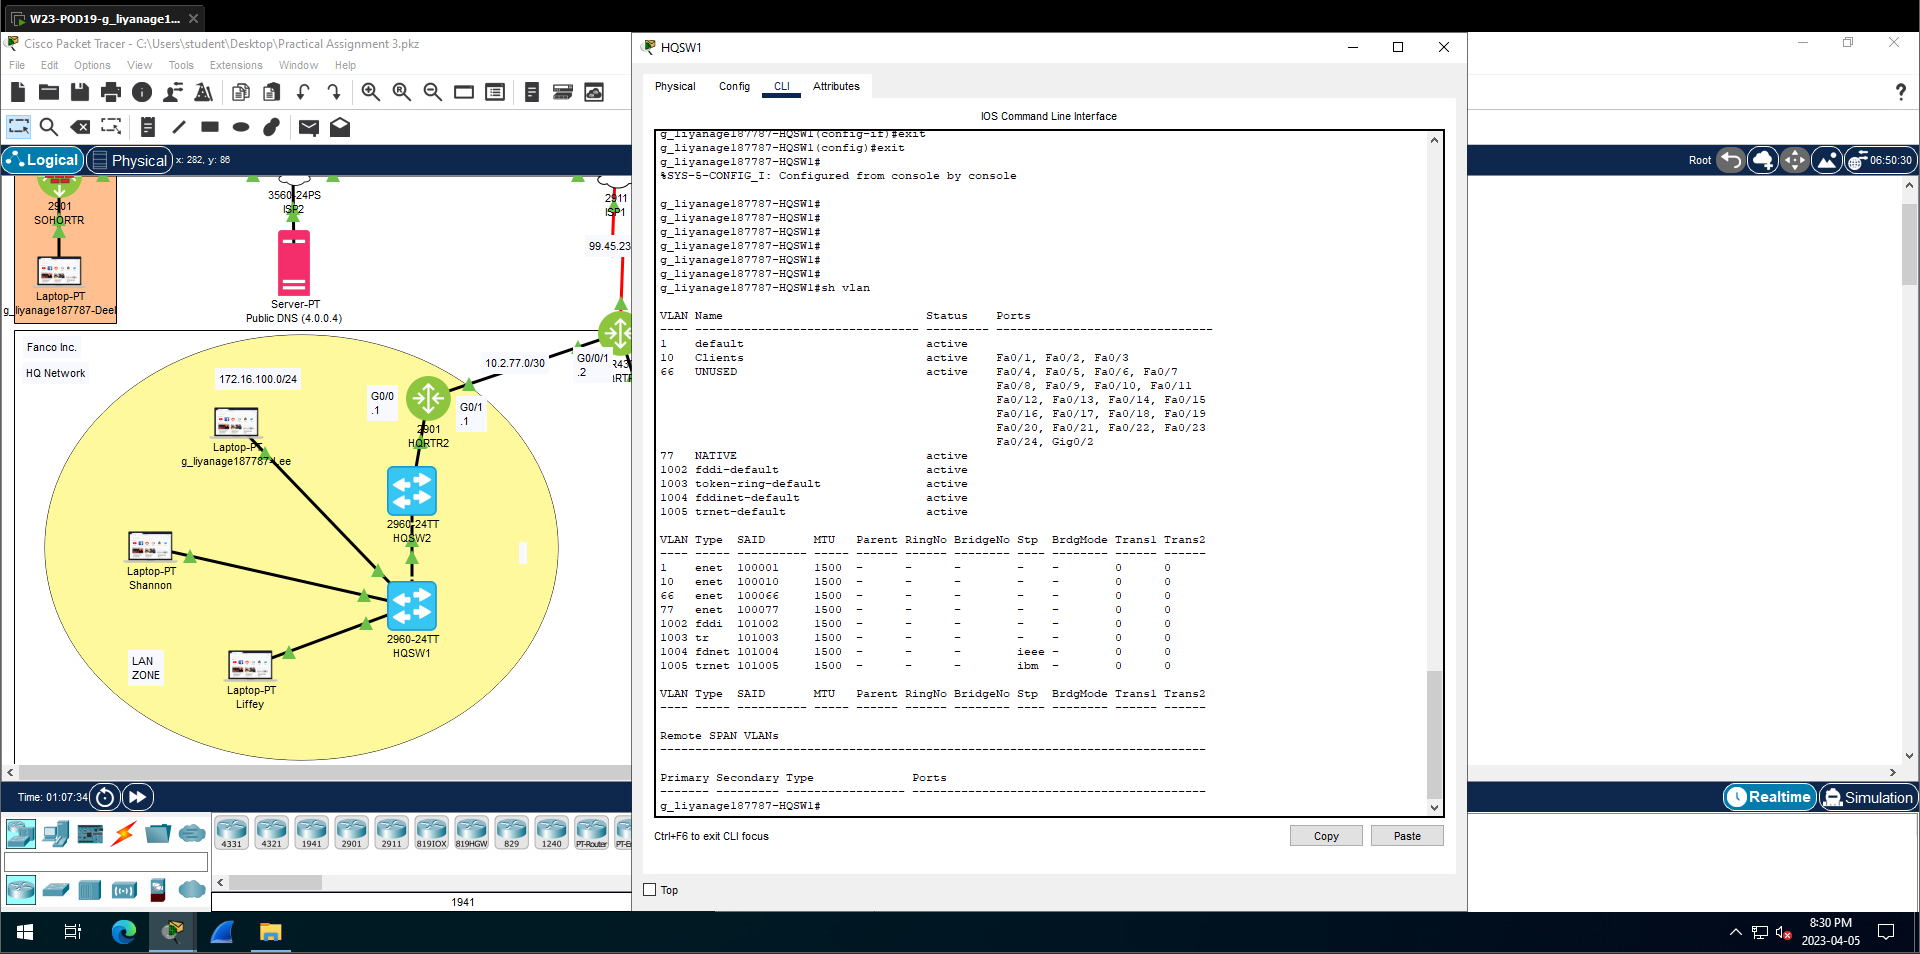 W23-POD19-g_liyanage1...
Cisco Packet Tracer - C:\Users\student\Desktop\Practical Assignment 3.pkz
File Edit Options View Tools Extensions Window Help
Logical Physical x: 282, y: 86
Root 06:50:30
2901
SOHORTR
Laptop-PT
g_liyanage187787-Deel
3560-24PS
ISP2
Server-PT
Public DNS (4.0.0.4)
2911
ISP1
99.45.23
Fanco Inc.
HQ Network
172.16.100.0/24
10.2.77.0/30
G0/0/1
.2
G0/0
.1
G0/1
.1
2901
HQRTR2
Laptop-PT
g_liyanage187787-Lee
2960-24TT
HQSW2
Laptop-PT
Shannon
2960-24TT
HQSW1
LAN
ZONE
Laptop-PT
Liffey
Time: 01:07:34
Realtime Simulation
4331 4321 1941 2901 2911 819IOX 819HGW 829 1240 PT-Router PT-E
1941
HQSW1
Physical Config CLI Attributes
IOS Command Line Interface
g_liyanage187787-HQSW1(config-if)#exit
g_liyanage187787-HQSW1(config)#exit
g_liyanage187787-HQSW1#
%SYS-5-CONFIG_I: Configured from console by console
g_liyanage187787-HQSW1#
g_liyanage187787-HQSW1#
g_liyanage187787-HQSW1#
g_liyanage187787-HQSW1#
g_liyanage187787-HQSW1#
g_liyanage187787-HQSW1#
g_liyanage187787-HQSW1#sh vlan
VLAN Name Status Ports
---- -------------------------------- --------- -------------------------------
1 default active
10 Clients active Fa0/1, Fa0/2, Fa0/3
66 UNUSED active Fa0/4, Fa0/5, Fa0/6, Fa0/7
Fa0/8, Fa0/9, Fa0/10, Fa0/11
Fa0/12, Fa0/13, Fa0/14, Fa0/15
Fa0/16, Fa0/17, Fa0/18, Fa0/19
Fa0/20, Fa0/21, Fa0/22, Fa0/23
Fa0/24, Gig0/2
77 NATIVE active
1002 fddi-default active
1003 token-ring-default active
1004 fddinet-default active
1005 trnet-default active
VLAN Type SAID MTU Parent RingNo BridgeNo Stp BrdgMode Trans1 Trans2
---- ----- ---------- ----- ------ ------ -------- ---- -------- ------ ------
1 enet 100001 1500 - - - - - 0 0
10 enet 100010 1500 - - - - - 0 0
66 enet 100066 1500 - - - - - 0 0
77 enet 100077 1500 - - - - - 0 0
1002 fddi 101002 1500 - - - - - 0 0
1003 tr 101003 1500 - - - - - 0 0
1004 fdnet 101004 1500 - - - ieee - 0 0
1005 trnet 101005 1500 - - - ibm - 0 0
VLAN Type SAID MTU Parent RingNo BridgeNo Stp BrdgMode Trans1 Trans2
---- ----- ---------- ----- ------ ------ -------- ---- -------- ------ ------
Remote SPAN VLANs
------------------------------------------------------------------------------
Primary Secondary Type Ports
------- --------- ----------------- ------------------------------------------
g_liyanage187787-HQSW1#
Ctrl+F6 to exit CLI focus
Copy Paste
Top
8:30 PM
2023-04-05